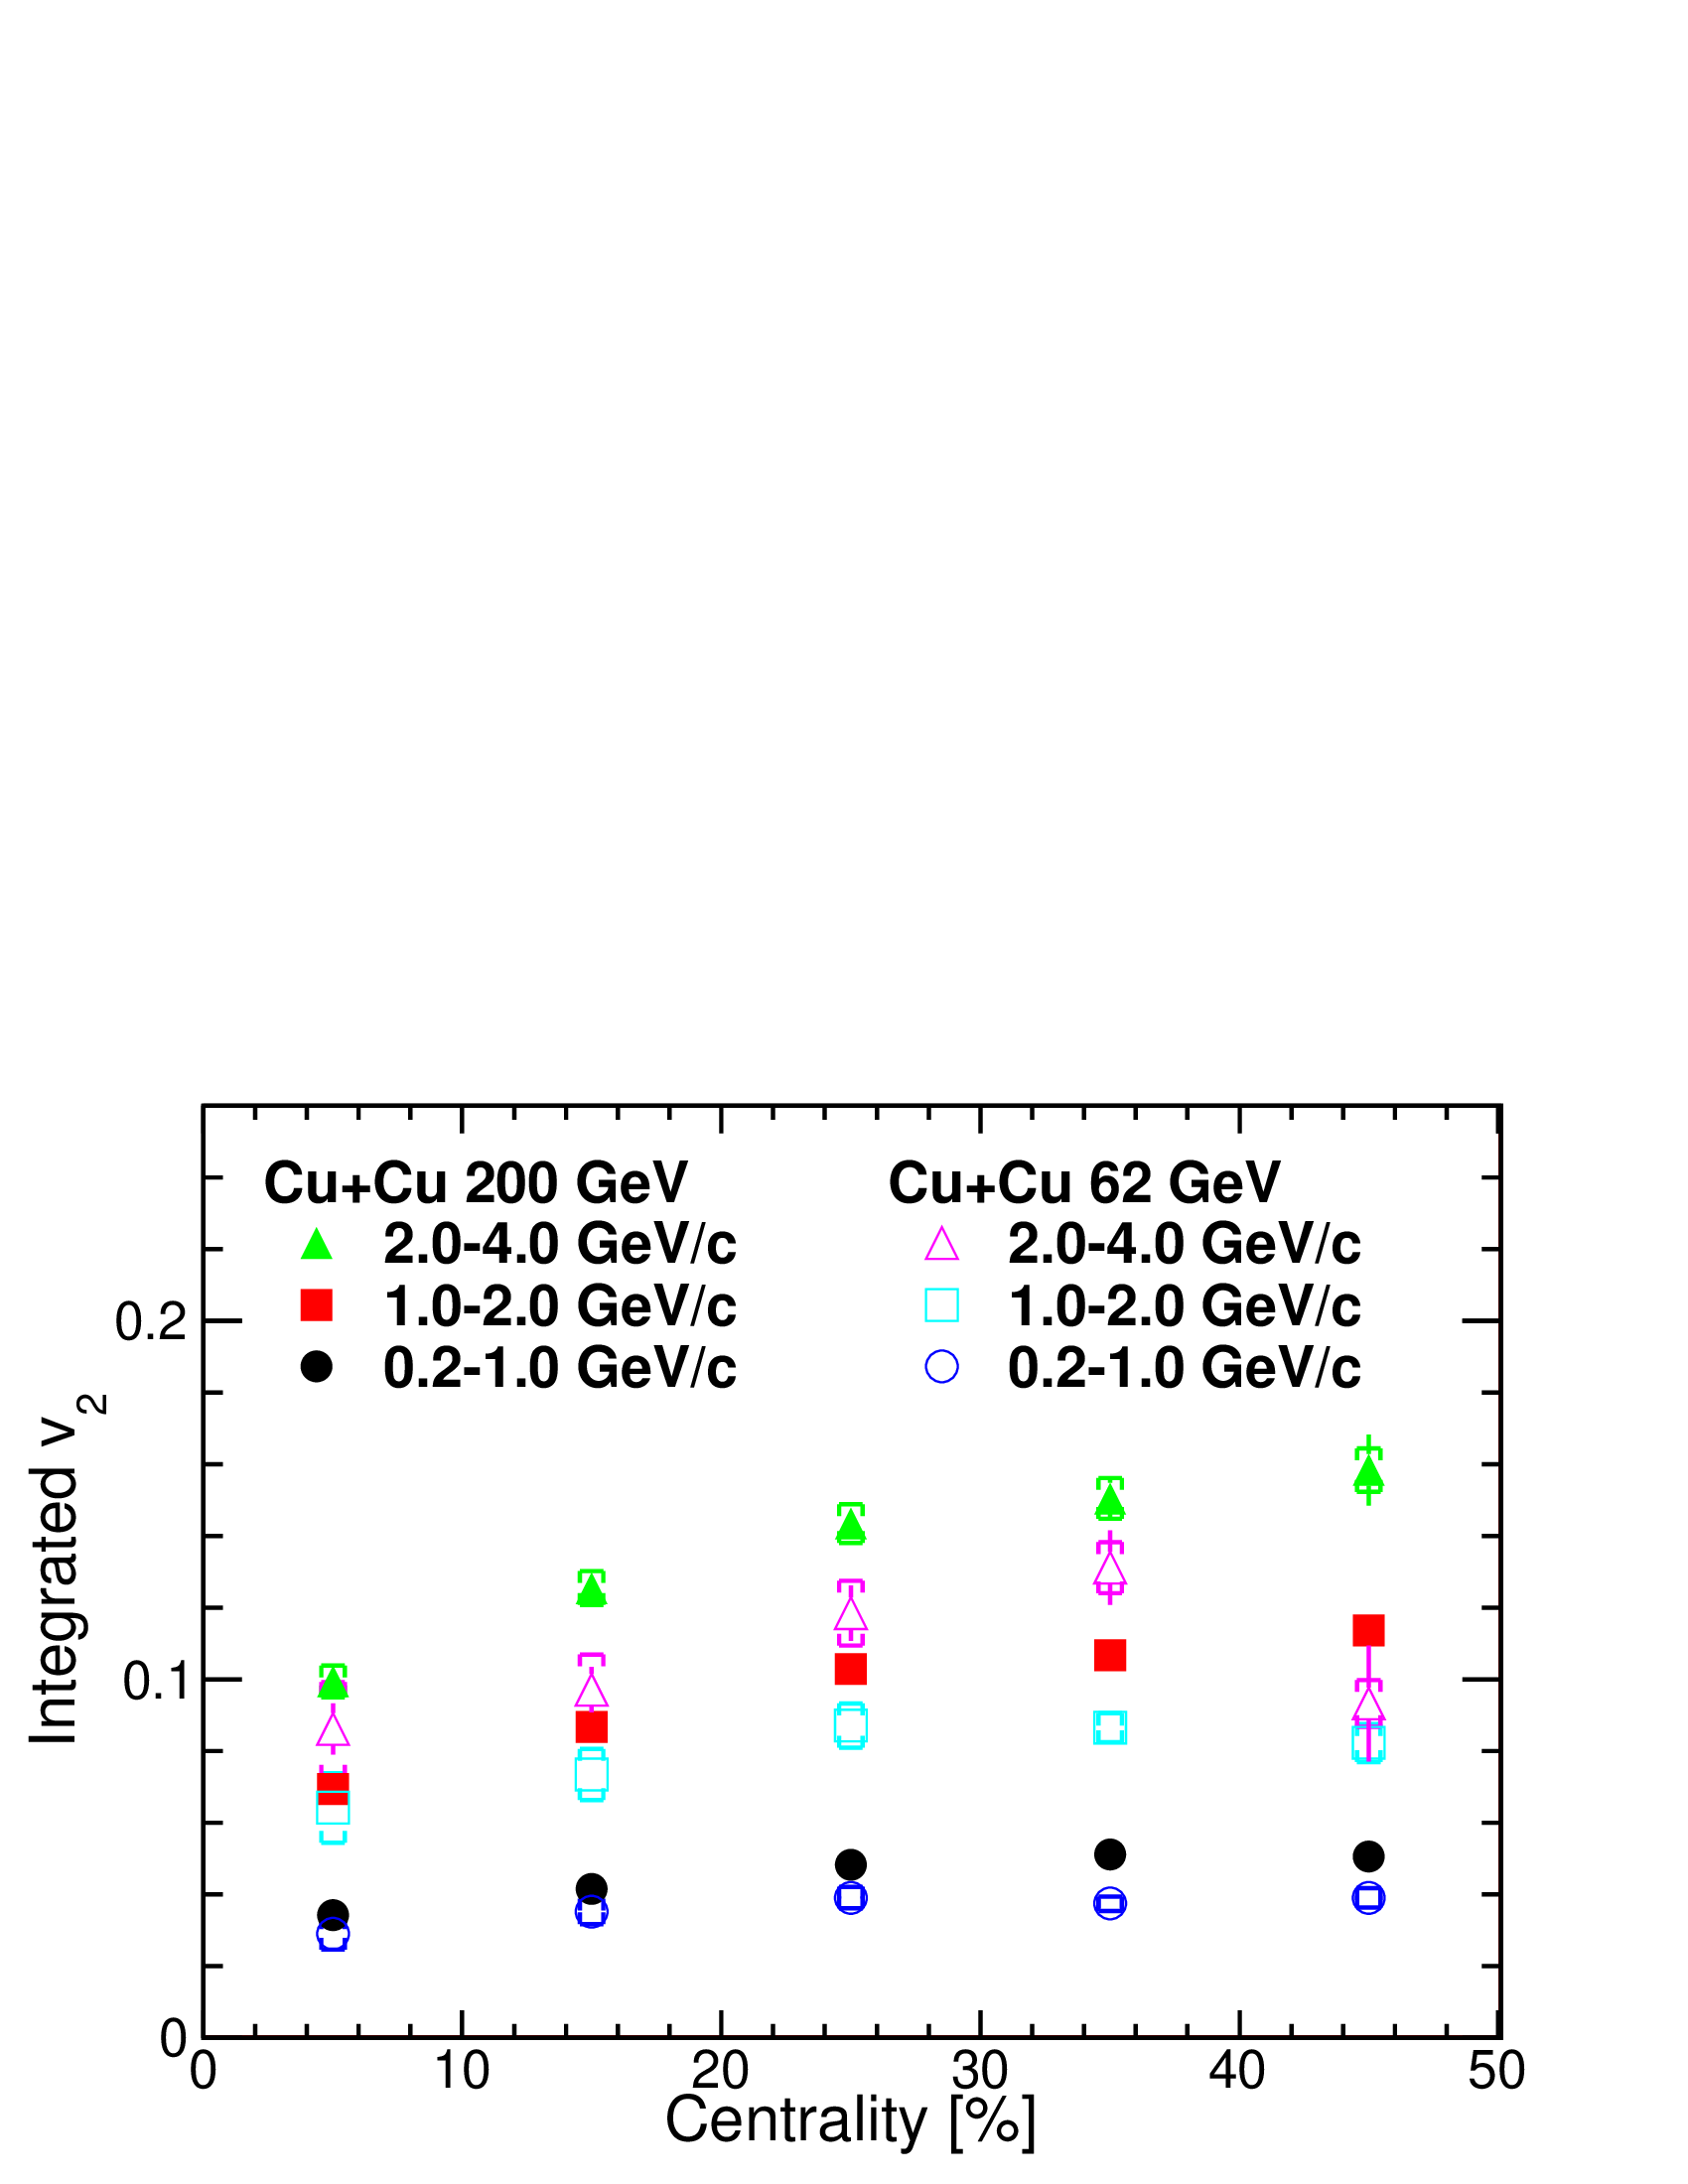 Cu+Cu 200 GeV
2.0-4.0 GeV/c
1.0-2.0 GeV/c
0.2-1.0 GeV/c
Cu+Cu 62 GeV
2.0-4.0 GeV/c
1.0-2.0 GeV/c
0.2-1.0 GeV/c
Integrated v2
0.2
0.1
0
0 10 20 30 40 50
Centrality [%]